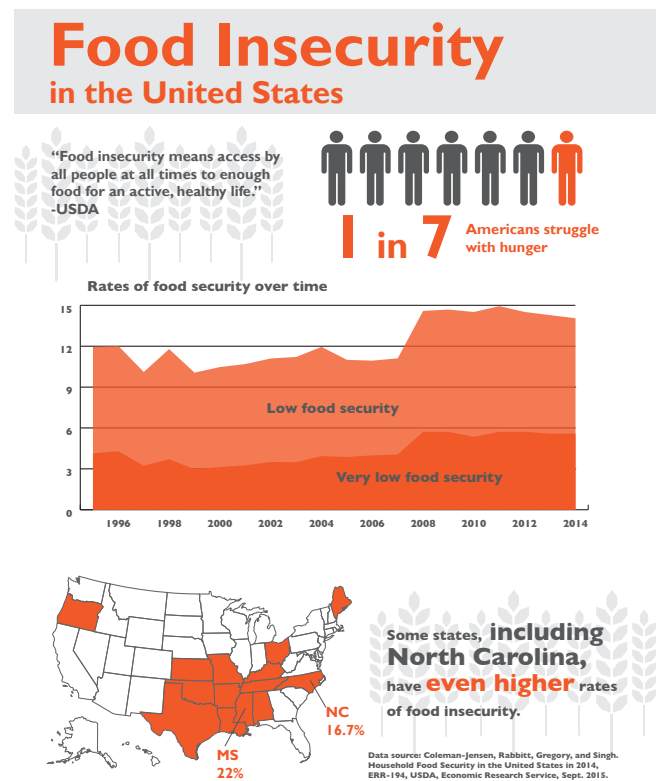 Food Insecurity
in the United States
“Food insecurity means access by
all people at all times to enough
food for an active, healthy life.”
-USDA
1 in 7
Americans struggle
with hunger
Rates of food security over time
15
12
9
6
3
0
Low food security
Very low food security
1996 1998 2000 2002 2004 2006 2008 2010 2012 2014
NC
16.7%
MS
22%
Some states, including
North Carolina,
have even higher rates
of food insecurity.
Data source: Coleman-Jensen, Rabbitt, Gregory, and Singh.
Household Food Security in the United States in 2014,
ERR-194, USDA, Economic Research Service, Sept. 2015.